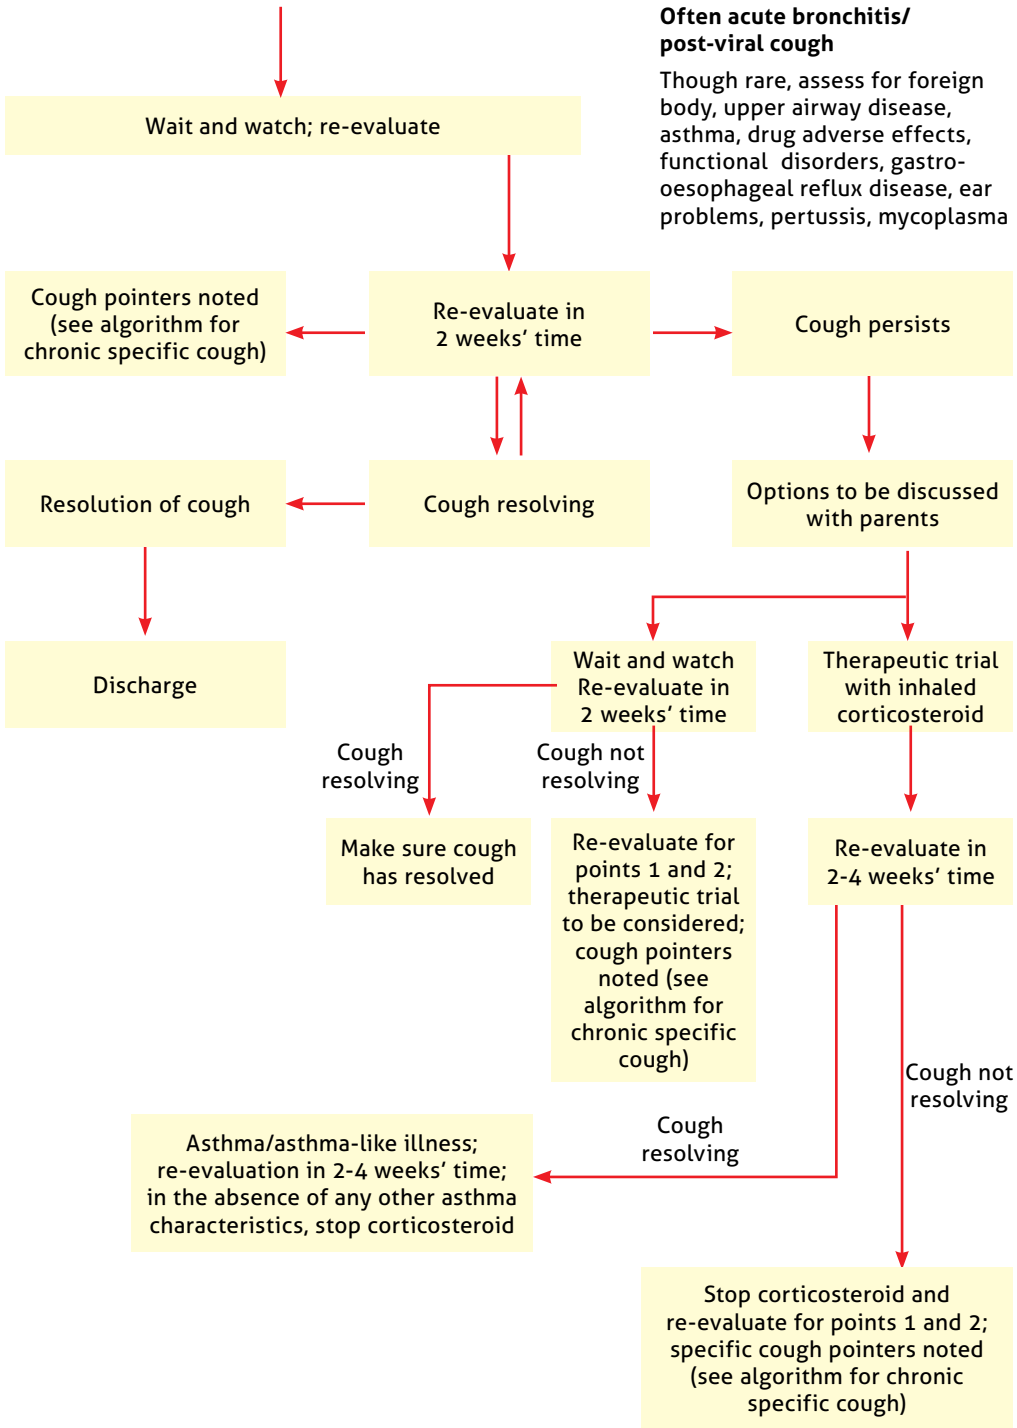 Often acute bronchitis/
post-viral cough
Though rare, assess for foreign
body, upper airway disease,
asthma, drug adverse effects,
functional disorders, gastro-
oesophageal reflux disease, ear
problems, pertussis, mycoplasma
Wait and watch; re-evaluate
Cough pointers noted
(see algorithm for
chronic specific cough)
Re-evaluate in
2 weeks' time
Cough persists
Resolution of cough
Cough resolving
Options to be discussed
with parents
Discharge
Wait and watch
Re-evaluate in
2 weeks' time
Therapeutic trial
with inhaled
corticosteroid
Cough
resolving
Cough not
resolving
Make sure cough
has resolved
Re-evaluate for
points 1 and 2;
therapeutic trial
to be considered;
cough pointers
noted (see
algorithm for
chronic specific
cough)
Re-evaluate in
2-4 weeks' time
Cough
resolving
Cough not
resolving
Asthma/asthma-like illness;
re-evaluation in 2-4 weeks' time;
in the absence of any other asthma
characteristics, stop corticosteroid
Stop corticosteroid and
re-evaluate for points 1 and 2;
specific cough pointers noted
(see algorithm for chronic
specific cough)